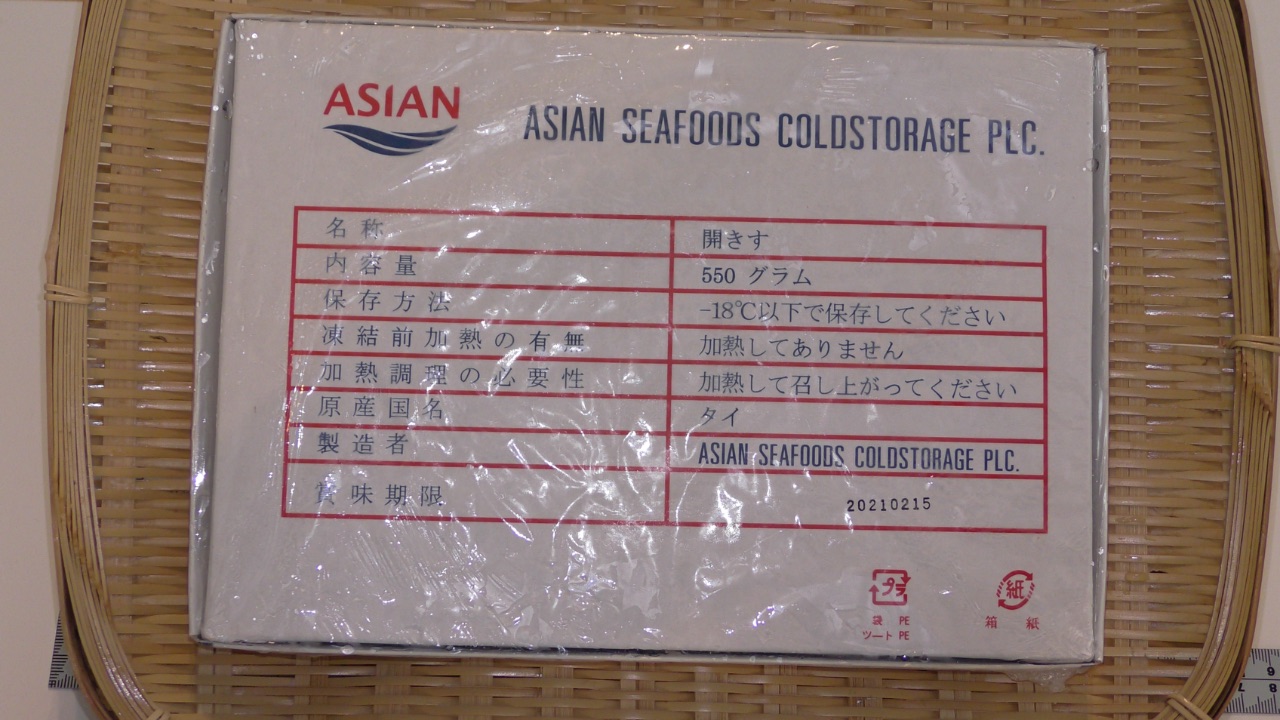 ASIAN
ASIAN SEAFOODS COLDSTORAGE PLC.
名称 開きす
内容量 550 グラム
保存方法 -18℃以下で保存してください
凍結前加熱の有無 加熱してありません
加熱調理の必要性 加熱して召し上がってください
原産国名 タイ
製造者 ASIAN SEAFOODS COLDSTORAGE PLC.
賞味期限 20210215
プラ 紙
袋 PE 箱 紙
ツート PE
6
7 8